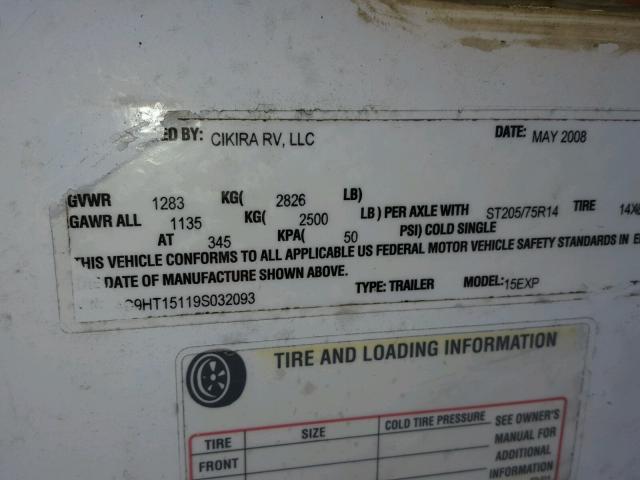 ED BY: CIKIRA RV, LLC DATE: MAY 2008
GVWR 1283 KG( 2826 LB)
GAWR ALL 1135 KG( 2500 LB) PER AXLE WITH ST205/75R14 TIRE
AT 345 KPA( 50 PSI) COLD SINGLE
THIS VEHICLE CONFORMS TO ALL APPLICABLE US FEDERAL MOTOR VEHICLE SAFETY STANDARDS IN
DATE OF MANUFACTURE SHOWN ABOVE.
9HT15119S032093 TYPE: TRAILER MODEL: 15EXP
TIRE AND LOADING INFORMATION
TIRE SIZE COLD TIRE PRESSURE SEE OWNER'S
FRONT MANUAL FOR
ADDITIONAL
INFORMATION